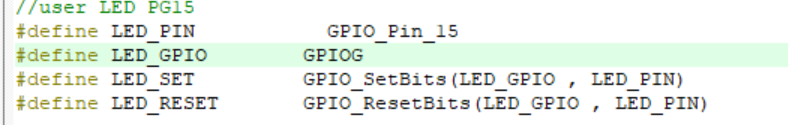 //user LED PG15
#define LED_PIN GPIO_Pin_15
#define LED_GPIO GPIOG
#define LED_SET GPIO_SetBits(LED_GPIO , LED_PIN)
#define LED_RESET GPIO_ResetBits(LED_GPIO , LED_PIN)